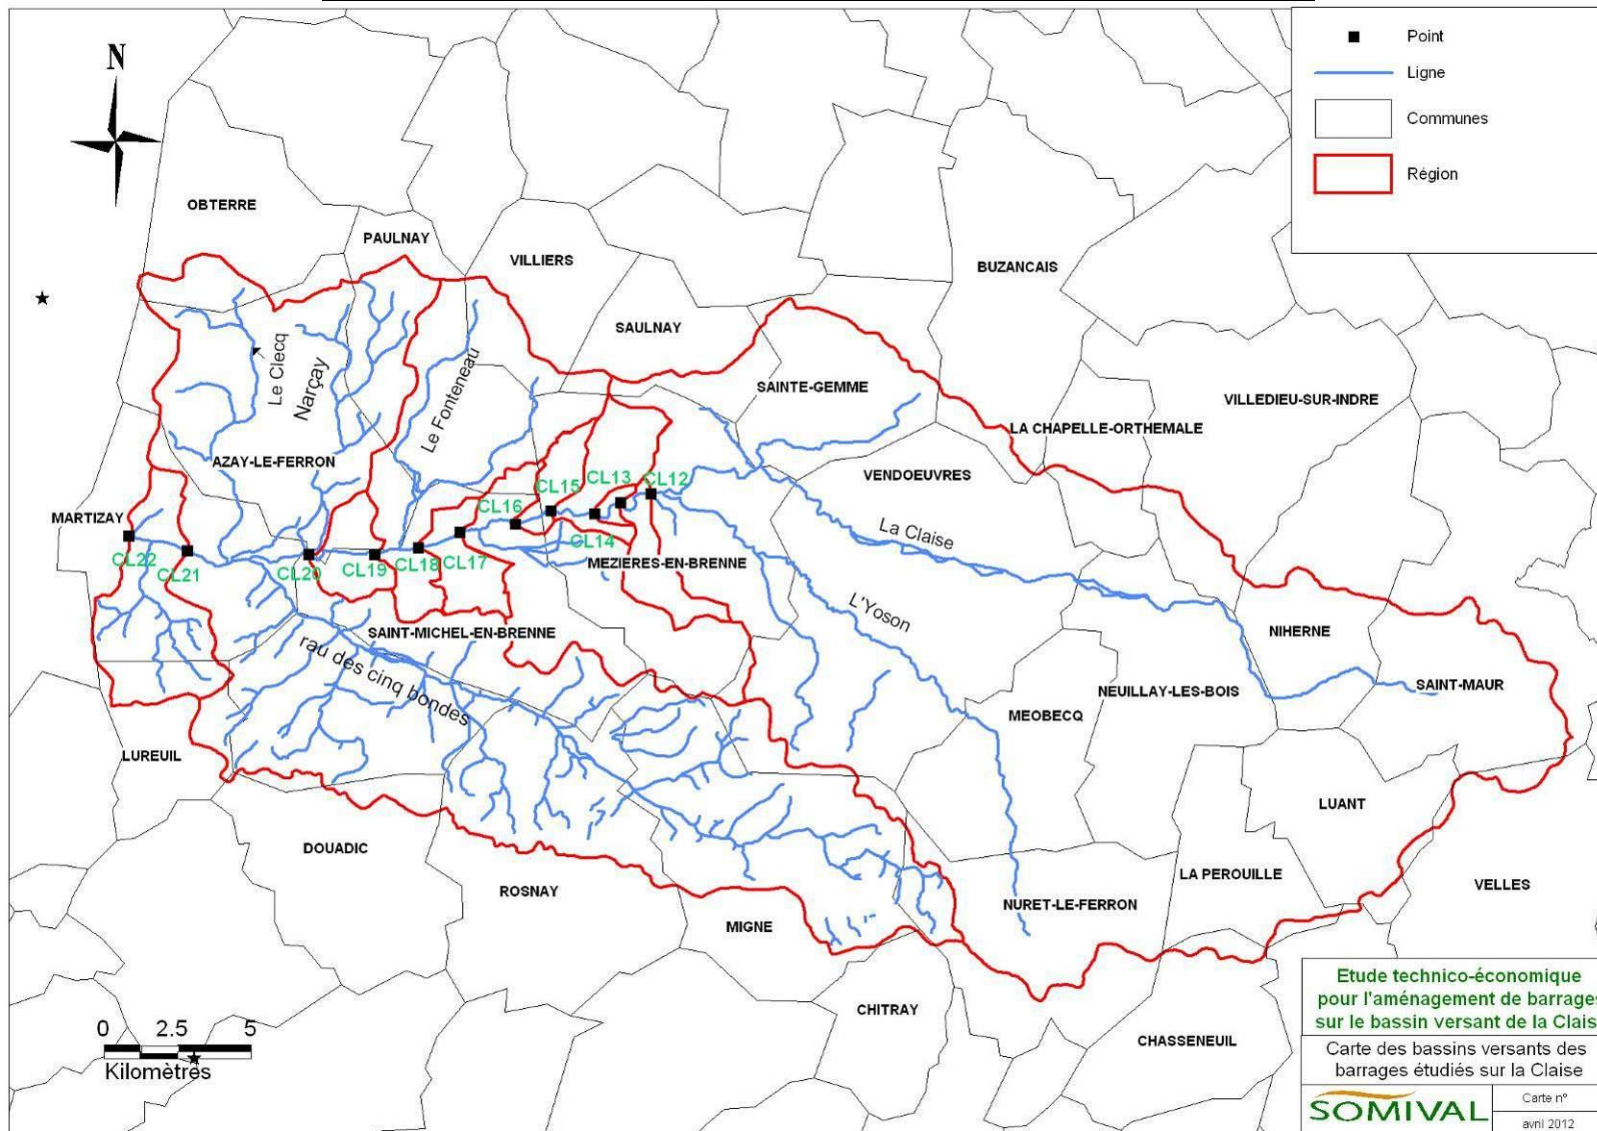 N
Point
Ligne
Communes
Région
OBTERRE
PAULNAY
VILLIERS
BUZANCAIS
SAULNAY
SAINTE-GEMME
VILLEDIEU-SUR-INDRE
LA CHAPELLE-ORTHEMALE
Le Clecq
Narçay
Le Fonteneau
AZAY-LE-FERRON
VENDOEUVRES
MARTIZAY
CL12
CL13
CL15
CL16
CL14
CL22
CL21
CL20
CL19
CL18
CL17
La Claise
MEZIERES-EN-BRENNE
L'Yoson
SAINT-MICHEL-EN-BRENNE
NIHERNE
rau des cinq bondes
NEUILLAY-LES-BOIS
SAINT-MAUR
MEOBECQ
LUREUIL
LUANT
DOUADIC
ROSNAY
LA PEROUILLE
VELLES
NURET-LE-FERRON
MIGNE
CHITRAY
CHASSENEUIL
0 2.5 5
Kilomètres
Etude technico-économique
pour l'aménagement de barrages
sur le bassin versant de la Clais
Carte des bassins versants des
barrages étudiés sur la Claise
SOMIVAL
Carte n°
avril 2012